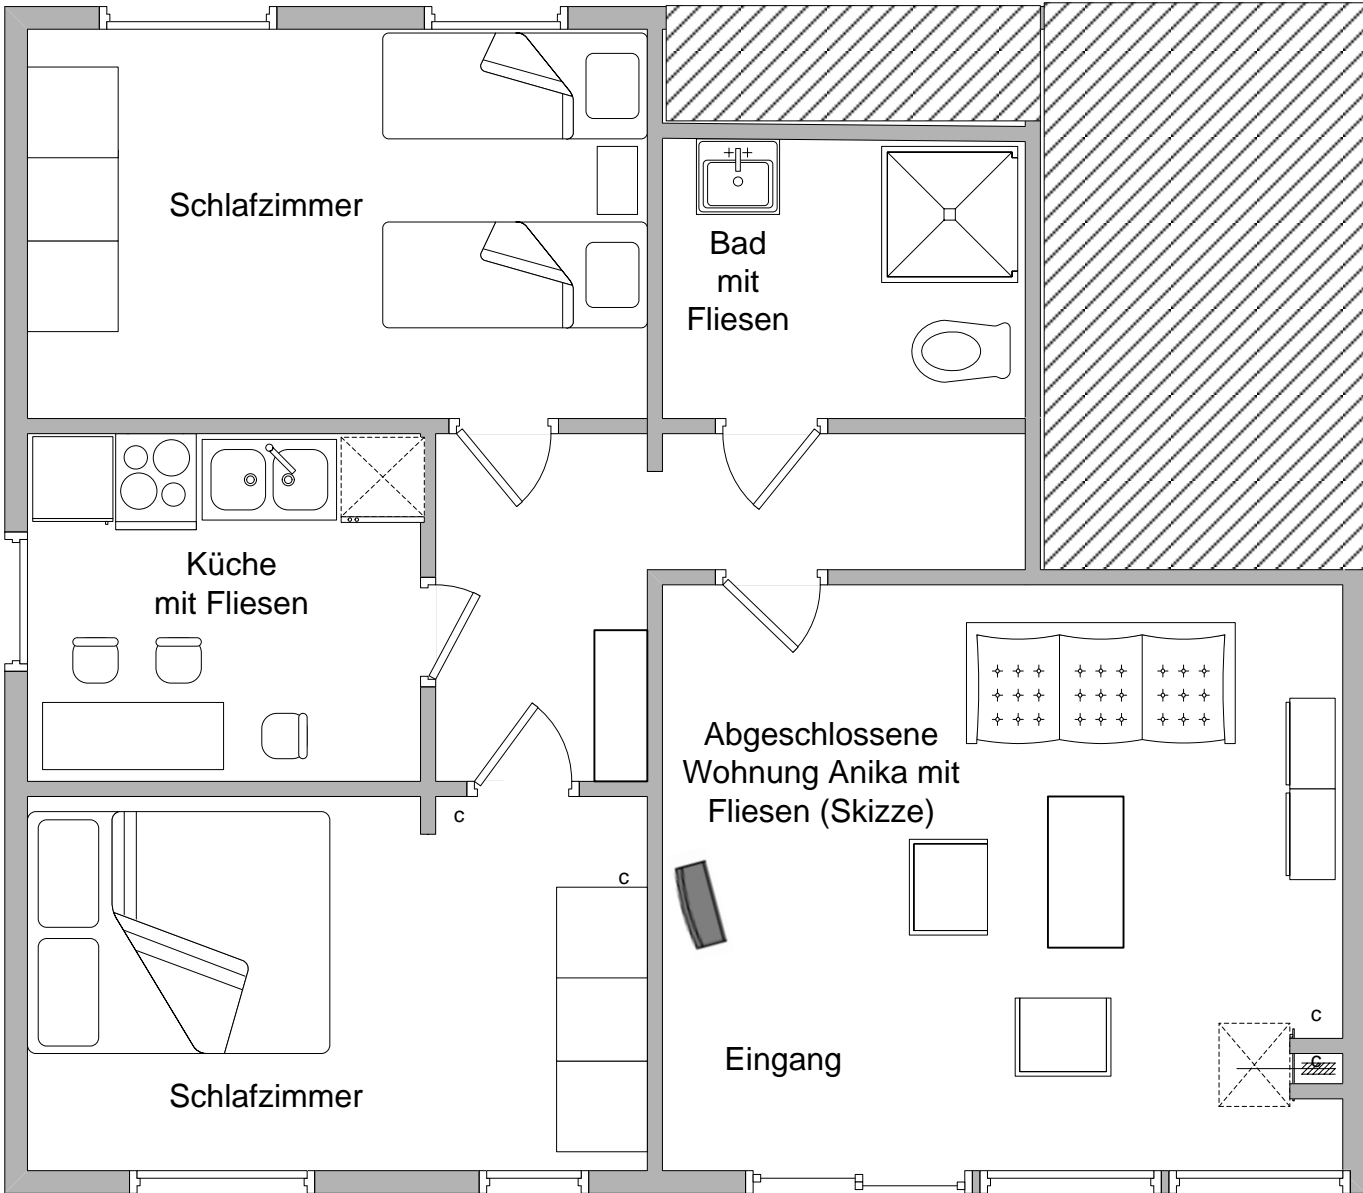 Schlafzimmer
Bad
mit
Fliesen
Küche
mit Fliesen
Abgeschlossene
Wohnung Anika mit
Fliesen (Skizze)
c
c
Eingang
c
c
Schlafzimmer